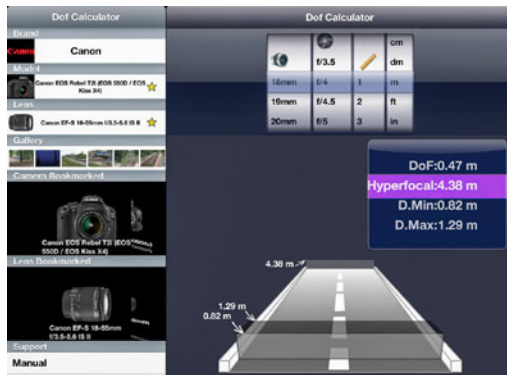 Dof Calculator
Brand
Canon
Canon
Model
Canon EOS Rebel T2i (EOS 550D / EOS
Kiss X4)
Lens
Canon EF-S 18-55mm f/3.5-5.6 IS II
Gallery
Camera Bookmarked
Canon EOS Rebel T2i (EOS
550D / EOS Kiss X4)
Lens Bookmarked
Canon EF-S 18-55mm
f/3.5-5.6 IS II
Support
Manual
Dof Calculator
cm
f/3.5 dm
18mm f/4 1 m
19mm f/4.5 2 ft
20mm f/5 3 in
DoF:0.47 m
Hyperfocal:4.38 m
D.Min:0.82 m
D.Max:1.29 m
4.38 m
1.29 m
0.82 m